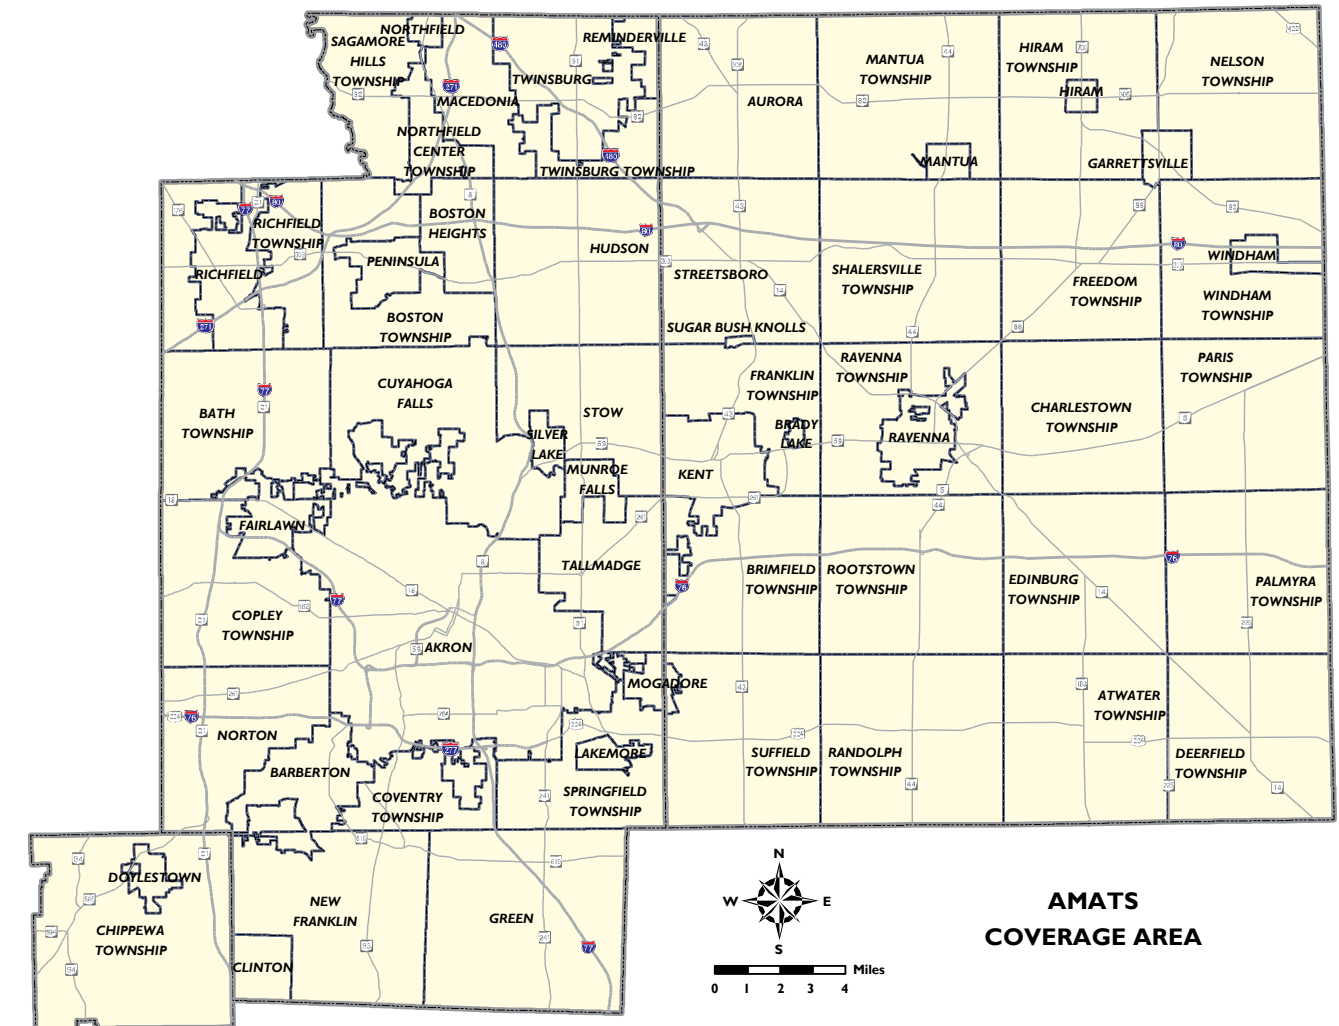 NORTHFIELD
SAGAMORE
HILLS
TOWNSHIP
MACEDONIA
NORTHFIELD
CENTER
TOWNSHIP
REMINDERVILLE
TWINSBURG
TWINSBURG TOWNSHIP
AURORA
MANTUA
TOWNSHIP
MANTUA
HIRAM
TOWNSHIP
HIRAM
GARRETTSVILLE
NELSON
TOWNSHIP
RICHFIELD
TOWNSHIP
RICHFIELD
BOSTON
HEIGHTS
PENINSULA
BOSTON
TOWNSHIP
HUDSON
STREETSBORO
SUGAR BUSH KNOLLS
SHALERSVILLE
TOWNSHIP
FREEDOM
TOWNSHIP
WINDHAM
WINDHAM
TOWNSHIP
BATH
TOWNSHIP
CUYAHOGA
FALLS
SILVER
LAKE
STOW
MUNROE
FALLS
KENT
FRANKLIN
TOWNSHIP
BRADY
LAKE
RAVENNA
TOWNSHIP
RAVENNA
CHARLESTOWN
TOWNSHIP
PARIS
TOWNSHIP
FAIRLAWN
COPLEY
TOWNSHIP
AKRON
TALLMADGE
MOGADORE
BRIMFIELD
TOWNSHIP
ROOTSTOWN
TOWNSHIP
EDINBURG
TOWNSHIP
PALMYRA
TOWNSHIP
NORTON
BARBERTON
COVENTRY
TOWNSHIP
LAKEMORE
SPRINGFIELD
TOWNSHIP
SUFFIELD
TOWNSHIP
RANDOLPH
TOWNSHIP
ATWATER
TOWNSHIP
DEERFIELD
TOWNSHIP
DOYLESTOWN
CHIPPEWA
TOWNSHIP
NEW
FRANKLIN
CLINTON
GREEN
N
W E
S
Miles
0 1 2 3 4
AMATS
COVERAGE AREA